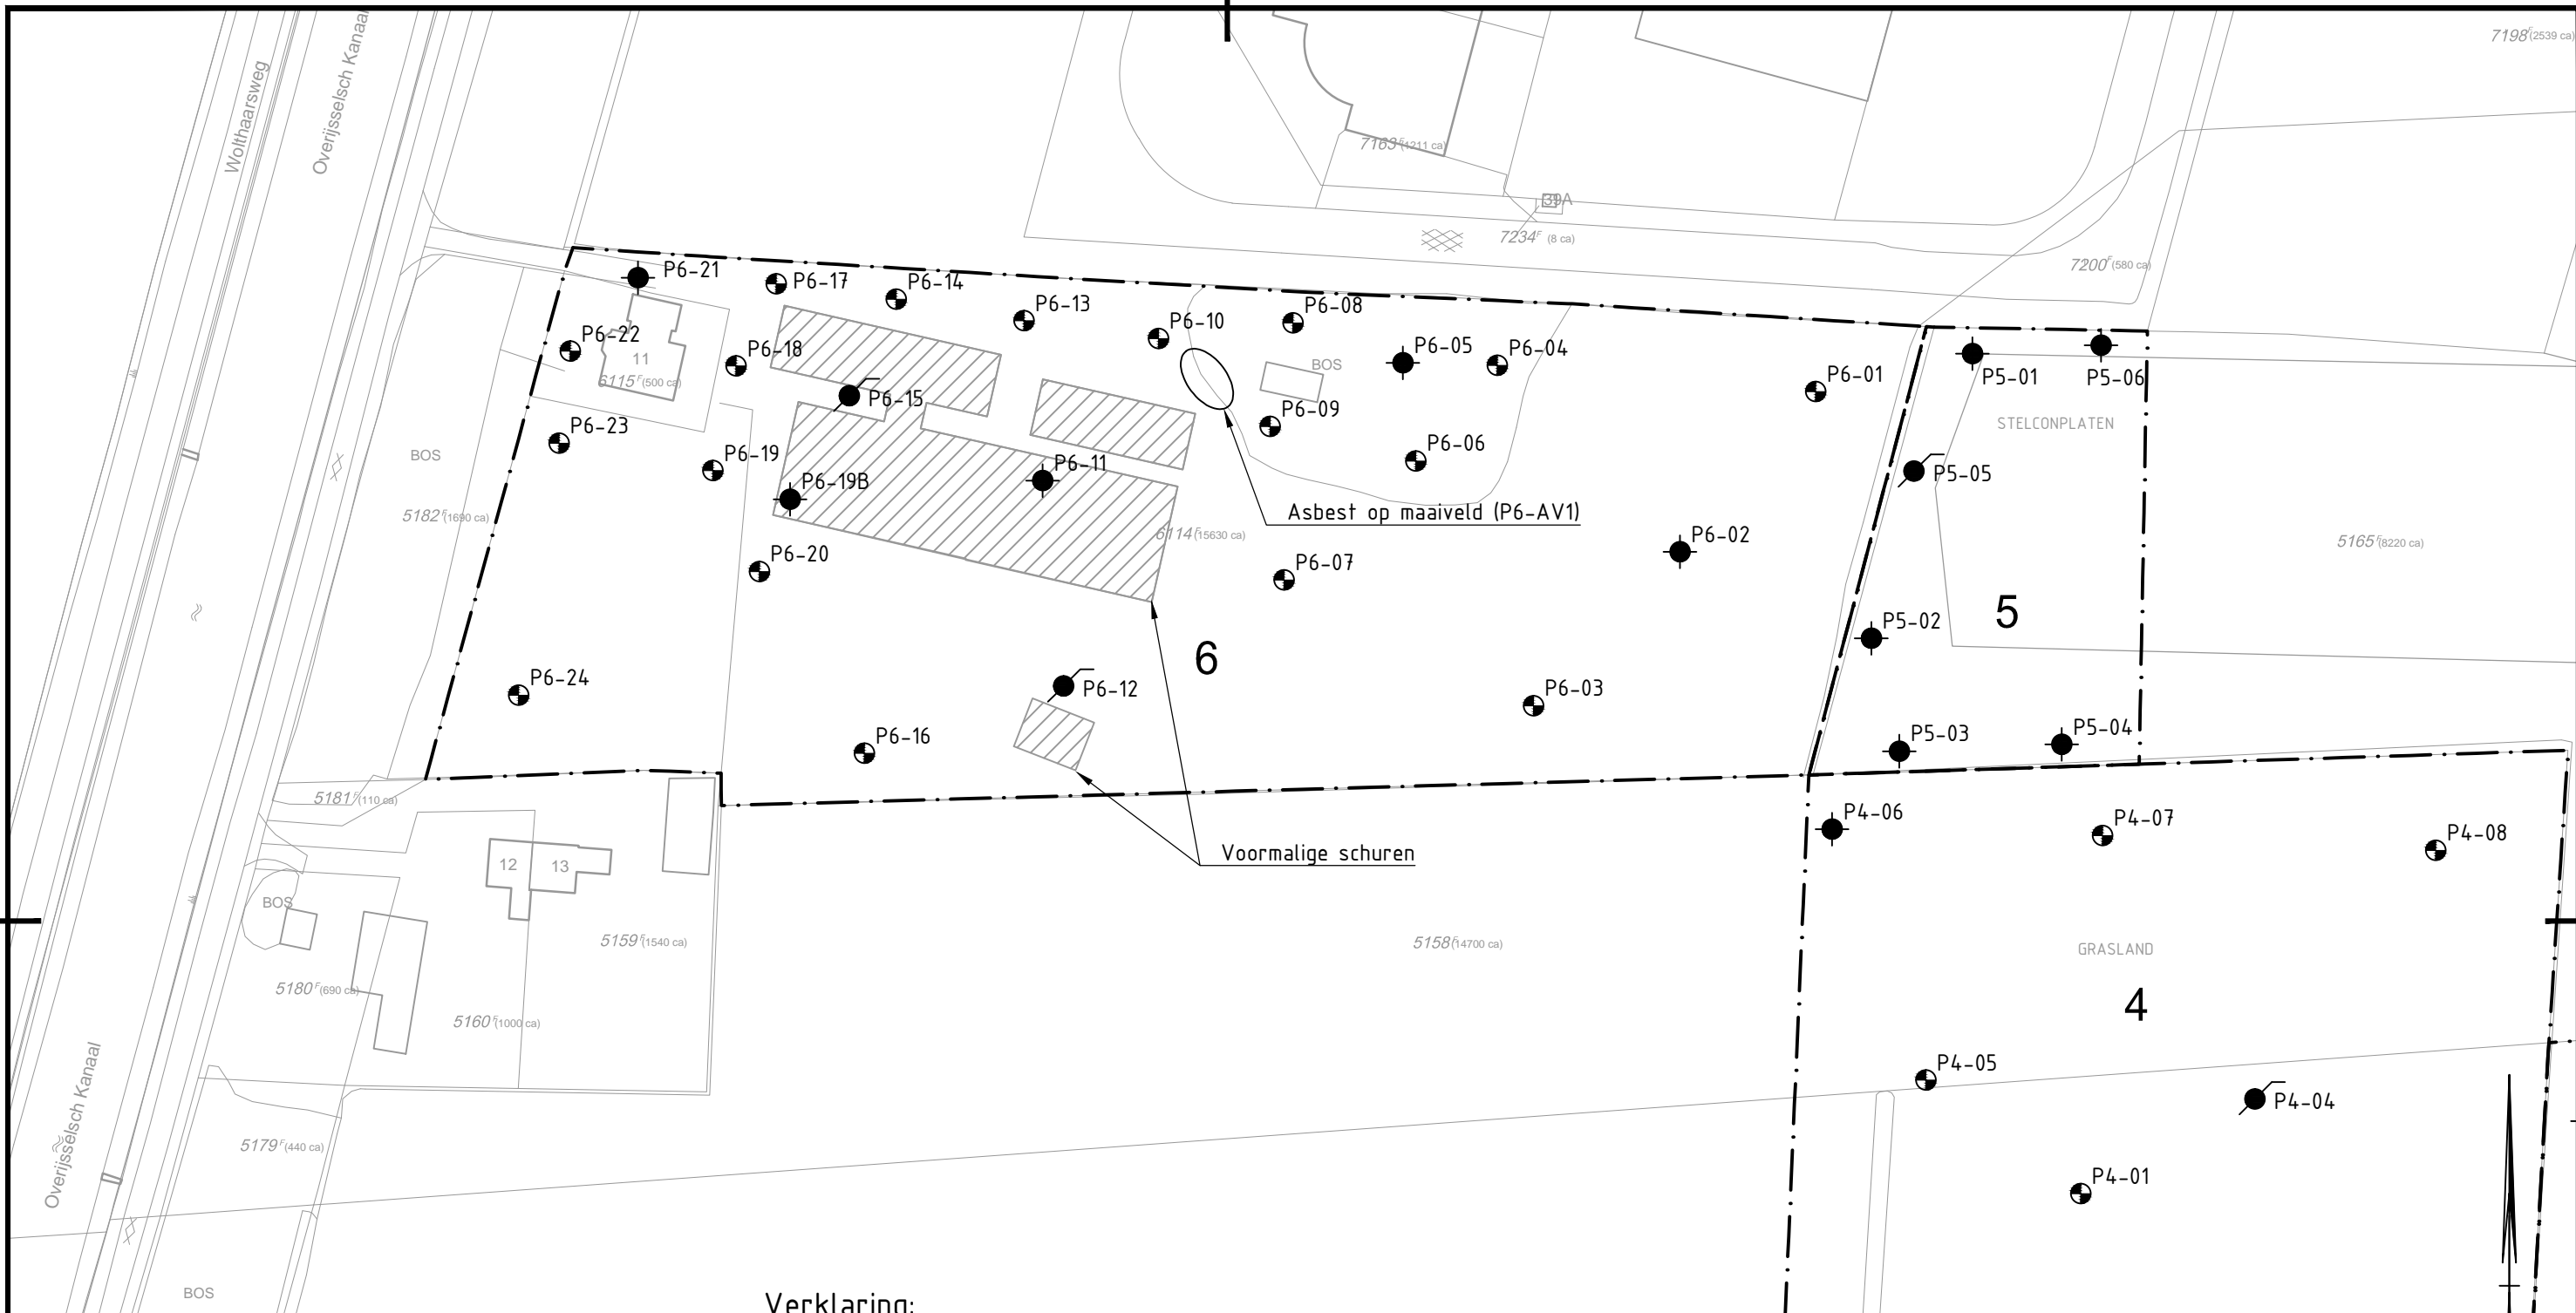 7198 F (2539 ca)
Wolthaarsweg
Overijsselsch Kanaal
7163 F (1211 ca)
39A
7234 F (8 ca)
7200 F (580 ca)
P6-21
P6-17
P6-14
P6-13
P6-10
P6-08
P6-05
P6-04
P6-01
P5-01
P5-06
P6-22
11
6115 F (500 ca)
P6-18
P6-15
BOS
P6-09
P6-06
STELCONPLATEN
P6-23
BOS
P6-19
P6-19B
P6-11
P5-05
Asbest op maaiveld (P6-AV1)
5182 F (1690 ca)
6114 F (15630 ca)
P6-02
5165 F (8220 ca)
P6-20
P6-07
5
P5-02
6
P6-24
P6-12
P6-03
P6-16
P5-03
P5-04
5181 F (110 ca)
P4-06
P4-07
P4-08
Voormalige schuren
12
13
BOS
5159 F (1540 ca)
5158 F (14700 ca)
GRASLAND
5180 F (690 ca)
5160 F (1000 ca)
4
Overijsselsch Kanaal
P4-05
P4-04
5179 F (440 ca)
P4-01
BOS
Verklaring: